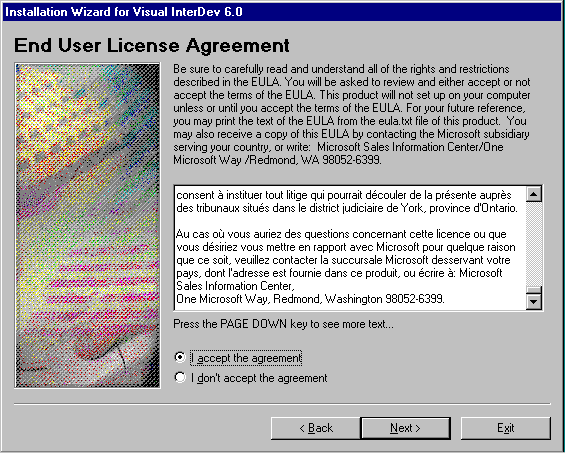 Installation Wizard for Visual InterDev 6.0
End User License Agreement
Be sure to carefully read and understand all of the rights and restrictions
described in the EULA. You will be asked to review and either accept or not
accept the terms of the EULA. This product will not set up on your computer
unless or until you accept the terms of the EULA. For your future reference,
you may print the text of the EULA from the eula.txt file of this product. You
may also receive a copy of this EULA by contacting the Microsoft subsidiary
serving your country, or write: Microsoft Sales Information Center/One
Microsoft Way /Redmond, WA 98052-6399.
consent à instituer tout litige qui pourrait découler de la présente auprès
des tribunaux situés dans le district judiciaire de York, province d'Ontario.
Au cas où vous auriez des questions concernant cette licence ou que
vous désiriez vous mettre en rapport avec Microsoft pour quelque raison
que ce soit, veuillez contacter la succursale Microsoft desservant votre
pays, dont l'adresse est fournie dans ce produit, ou écrire à: Microsoft
Sales Information Center,
One Microsoft Way, Redmond, Washington 98052-6399.
Press the PAGE DOWN key to see more text...
I accept the agreement
I don't accept the agreement
< Back
Next >
Exit